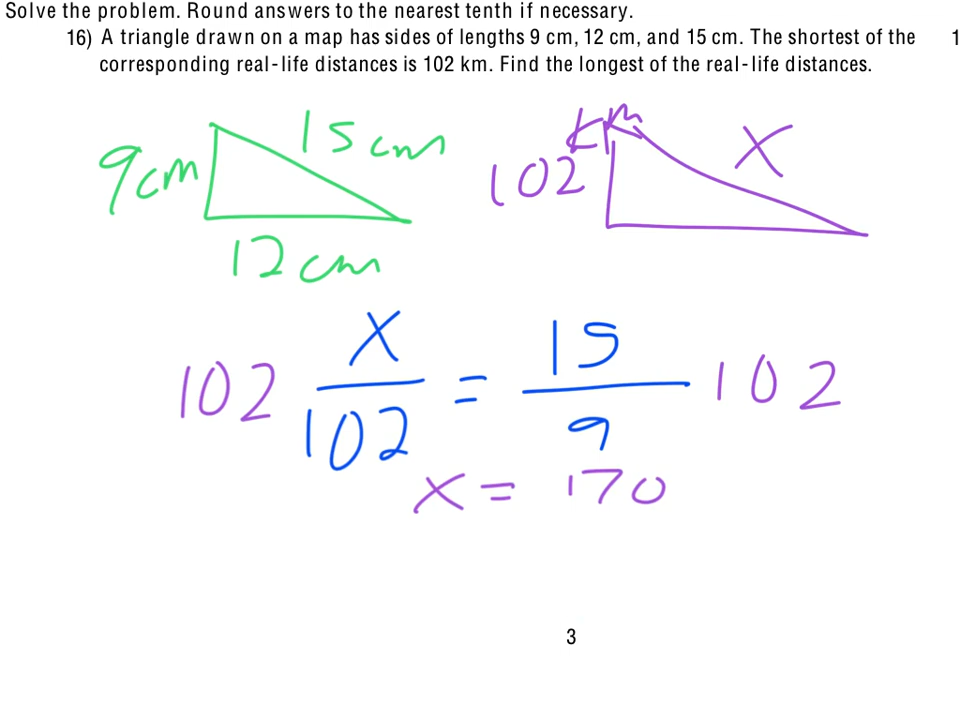 Solve the problem. Round answers to the nearest tenth if necessary.
16) A triangle drawn on a map has sides of lengths 9 cm, 12 cm, and 15 cm. The shortest of the 1
corresponding real-life distances is 102 km. Find the longest of the real-life distances.
15 cm
km
x
9cm
102
12 cm
102 x/102 = 15/9 102
x = 170
3